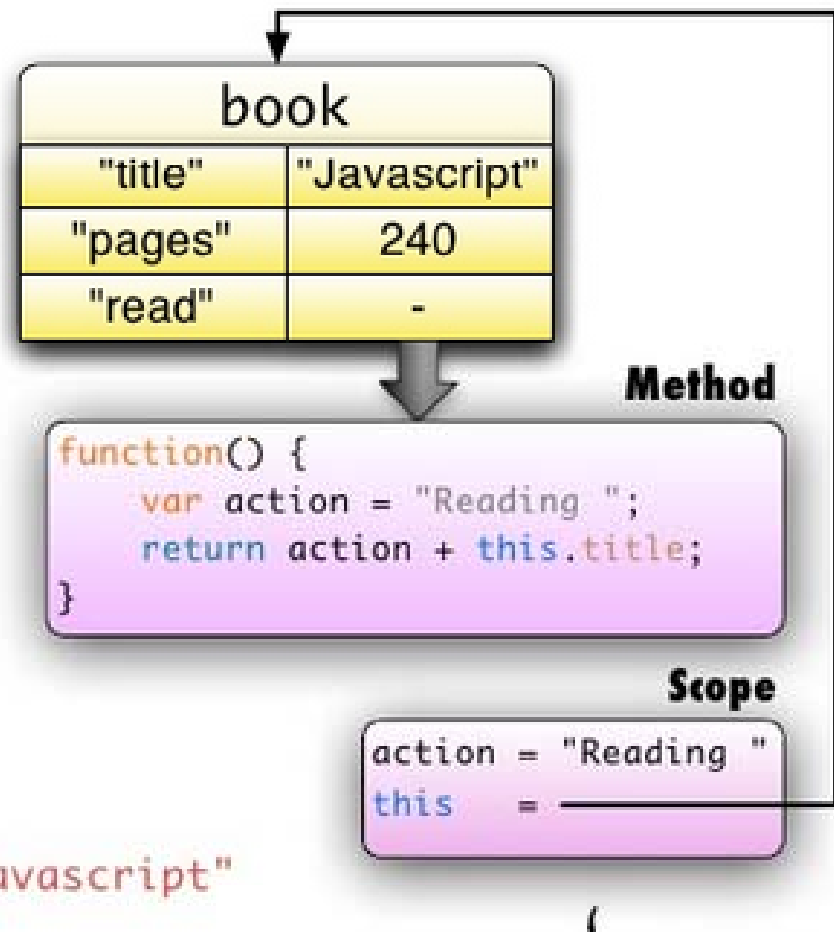 book
"title" "Javascript"
"pages" 240
"read" -
Method
function() {
    var action = "Reading ";
    return action + this.title;
}
Scope
action = "Reading "
this =
avascript"
(